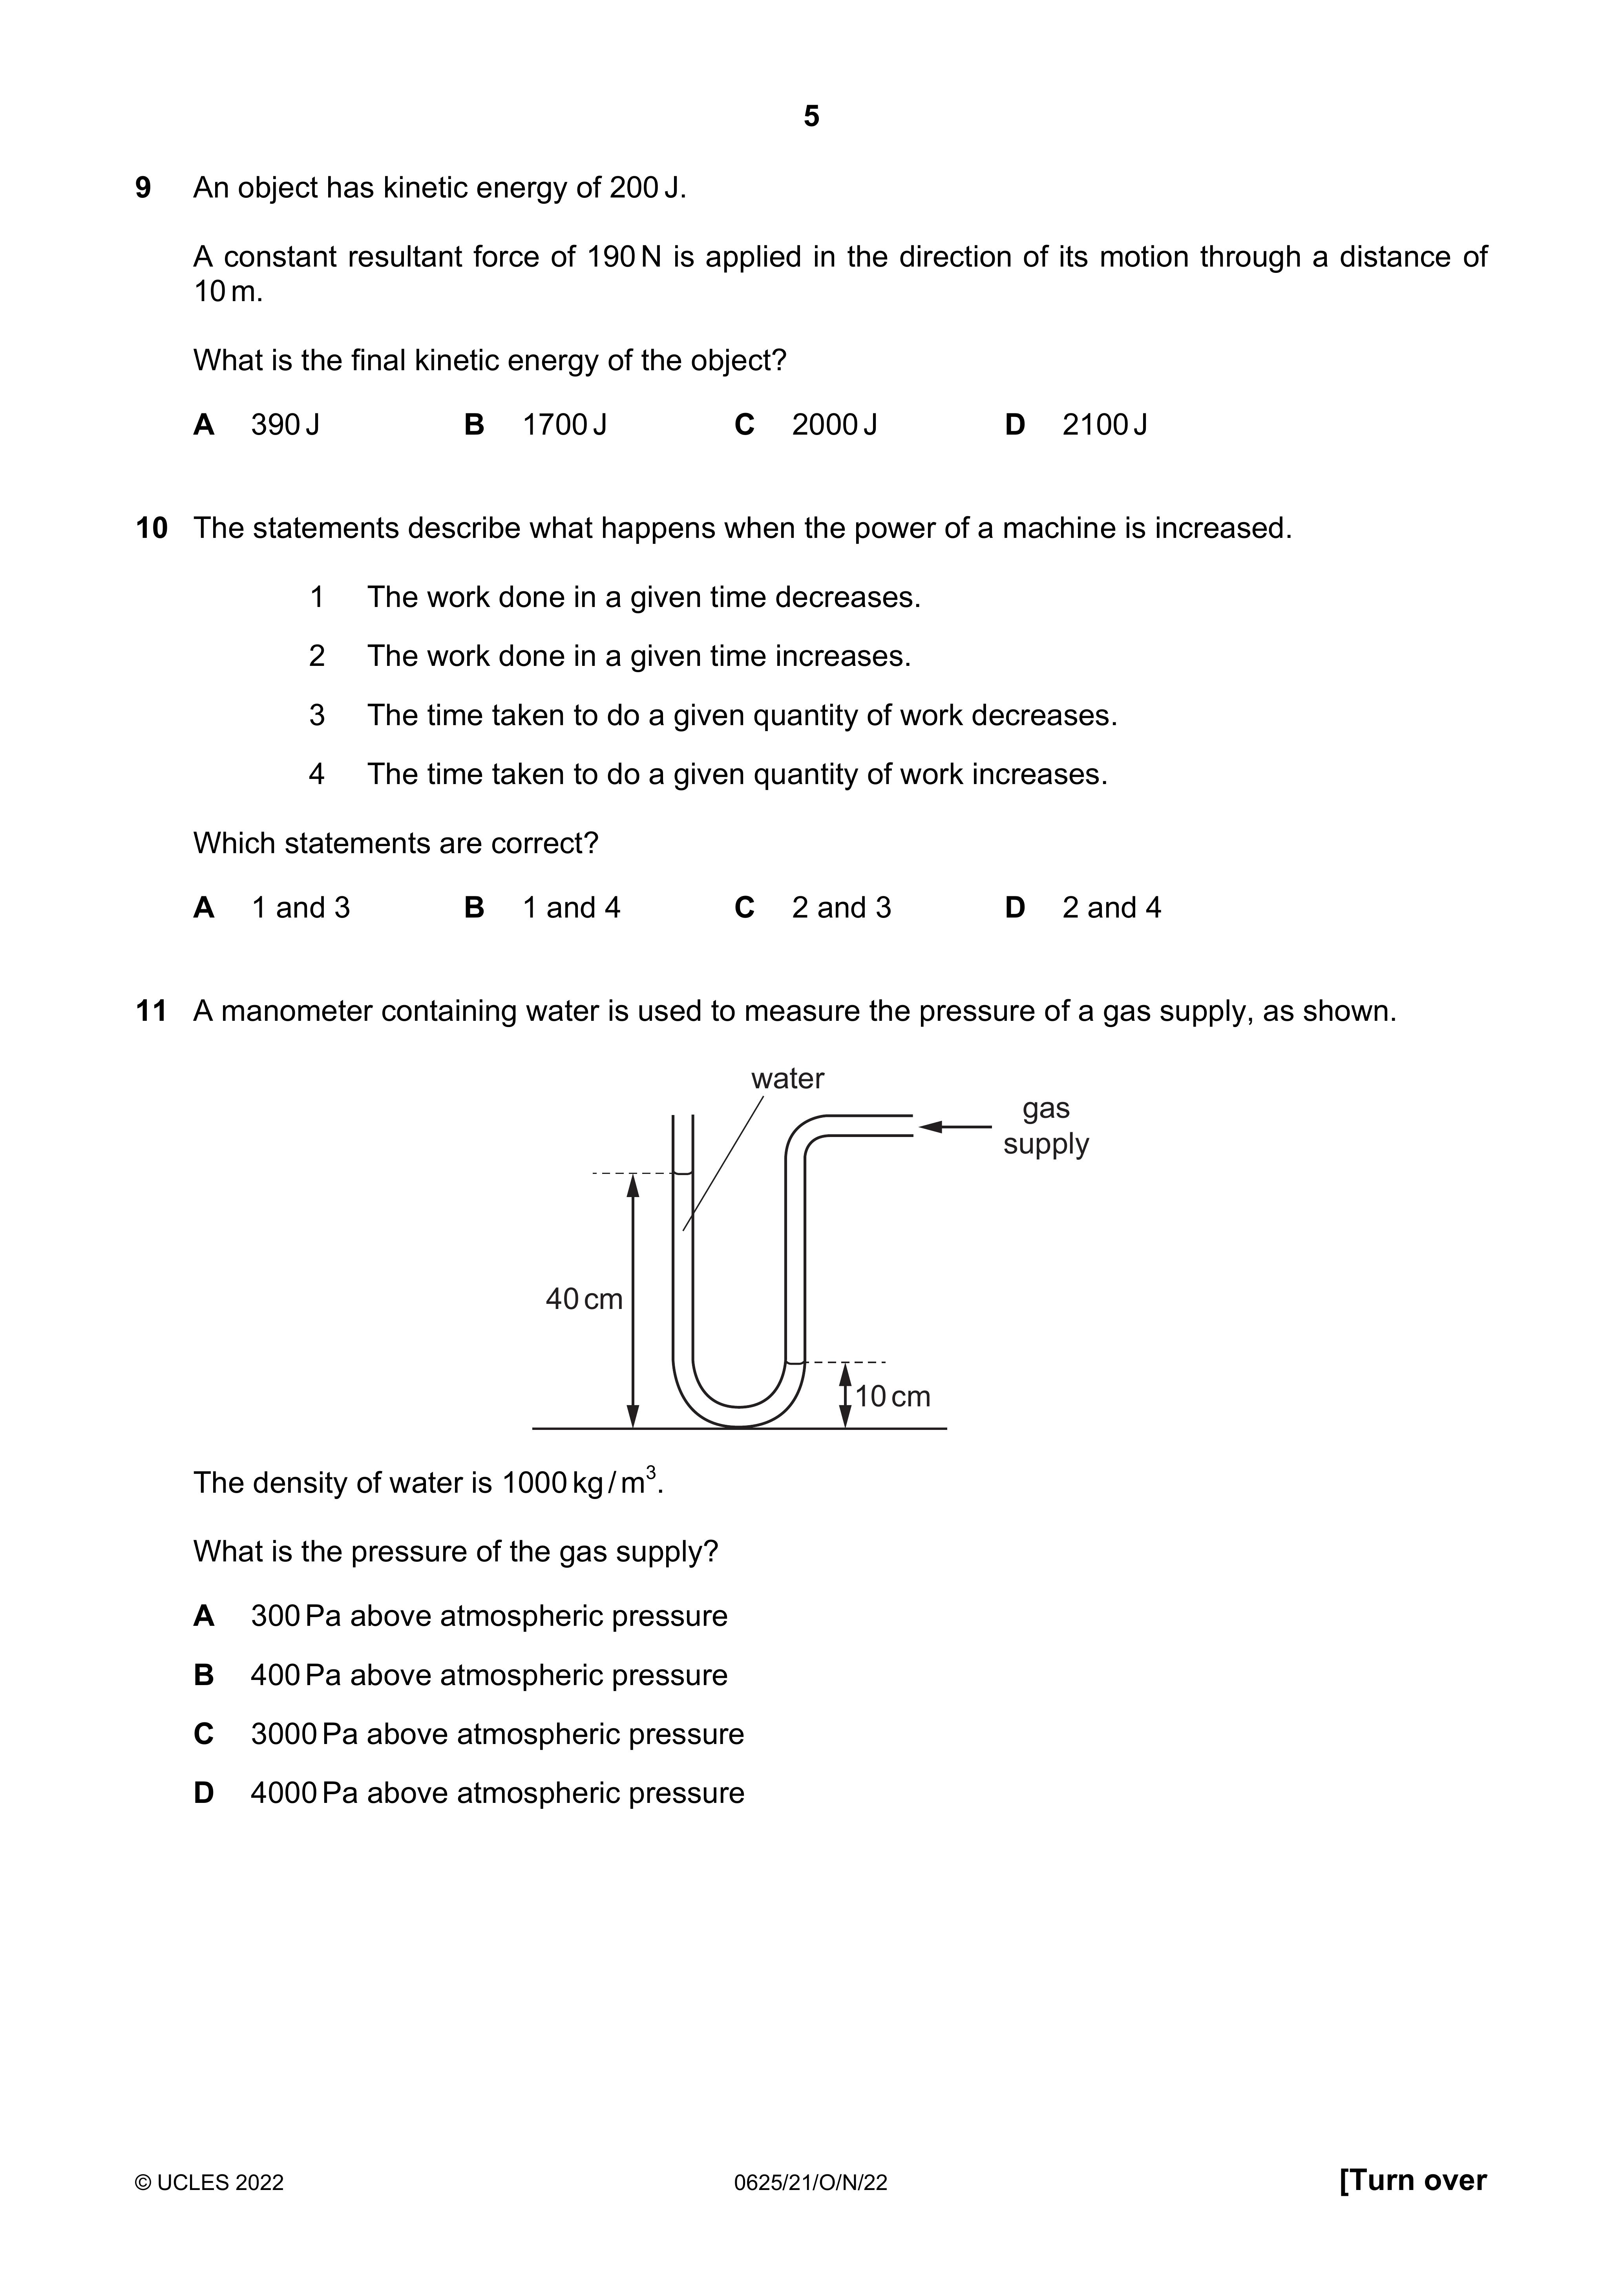 5
9 An object has kinetic energy of 200 J.
A constant resultant force of 190 N is applied in the direction of its motion through a distance of
10 m.
What is the final kinetic energy of the object?
A 390 J B 1700 J C 2000 J D 2100 J
10 The statements describe what happens when the power of a machine is increased.
1 The work done in a given time decreases.
2 The work done in a given time increases.
3 The time taken to do a given quantity of work decreases.
4 The time taken to do a given quantity of work increases.
Which statements are correct?
A 1 and 3 B 1 and 4 C 2 and 3 D 2 and 4
11 A manometer containing water is used to measure the pressure of a gas supply, as shown.
water
gas
supply
40 cm
10 cm
The density of water is 1000 kg / m³.
What is the pressure of the gas supply?
A 300 Pa above atmospheric pressure
B 400 Pa above atmospheric pressure
C 3000 Pa above atmospheric pressure
D 4000 Pa above atmospheric pressure
© UCLES 2022 0625/21/O/N/22 [Turn over